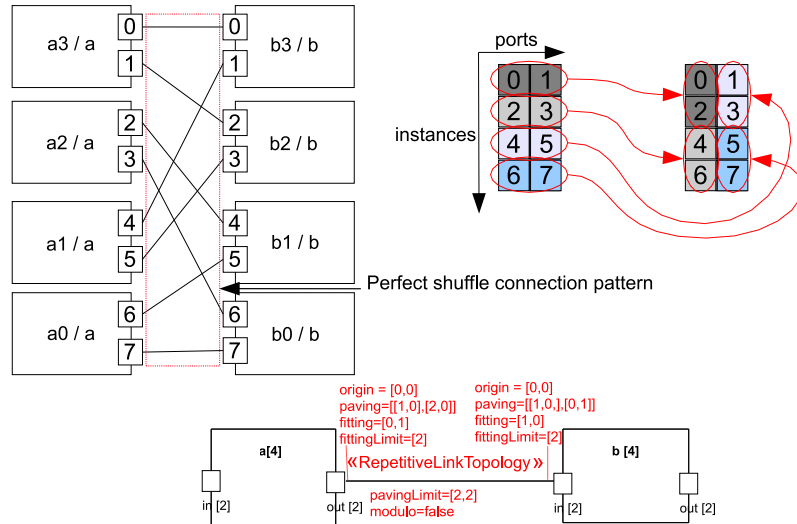 a3 / a
0
1
0
1
b3 / b
a2 / a
2
3
2
3
b2 / b
a1 / a
4
5
4
5
b1 / b
a0 / a
6
7
6
7
b0 / b
ports
instances
0 1
2 3
4 5
6 7
0 1
2 3
4 5
6 7
Perfect shuffle connection pattern
origin = [0,0]
paving=[[1,0],[2,0]]
fitting=[0,1]
fittingLimit=[2]
origin = [0,0]
paving=[[1,0,],[0,1]]
fitting=[1,0]
fittingLimit=[2]
a[4]
in [2]
out [2]
«RepetitiveLinkTopology»
pavingLimit=[2,2]
modulo=false
b [4]
in [2]
out [2]